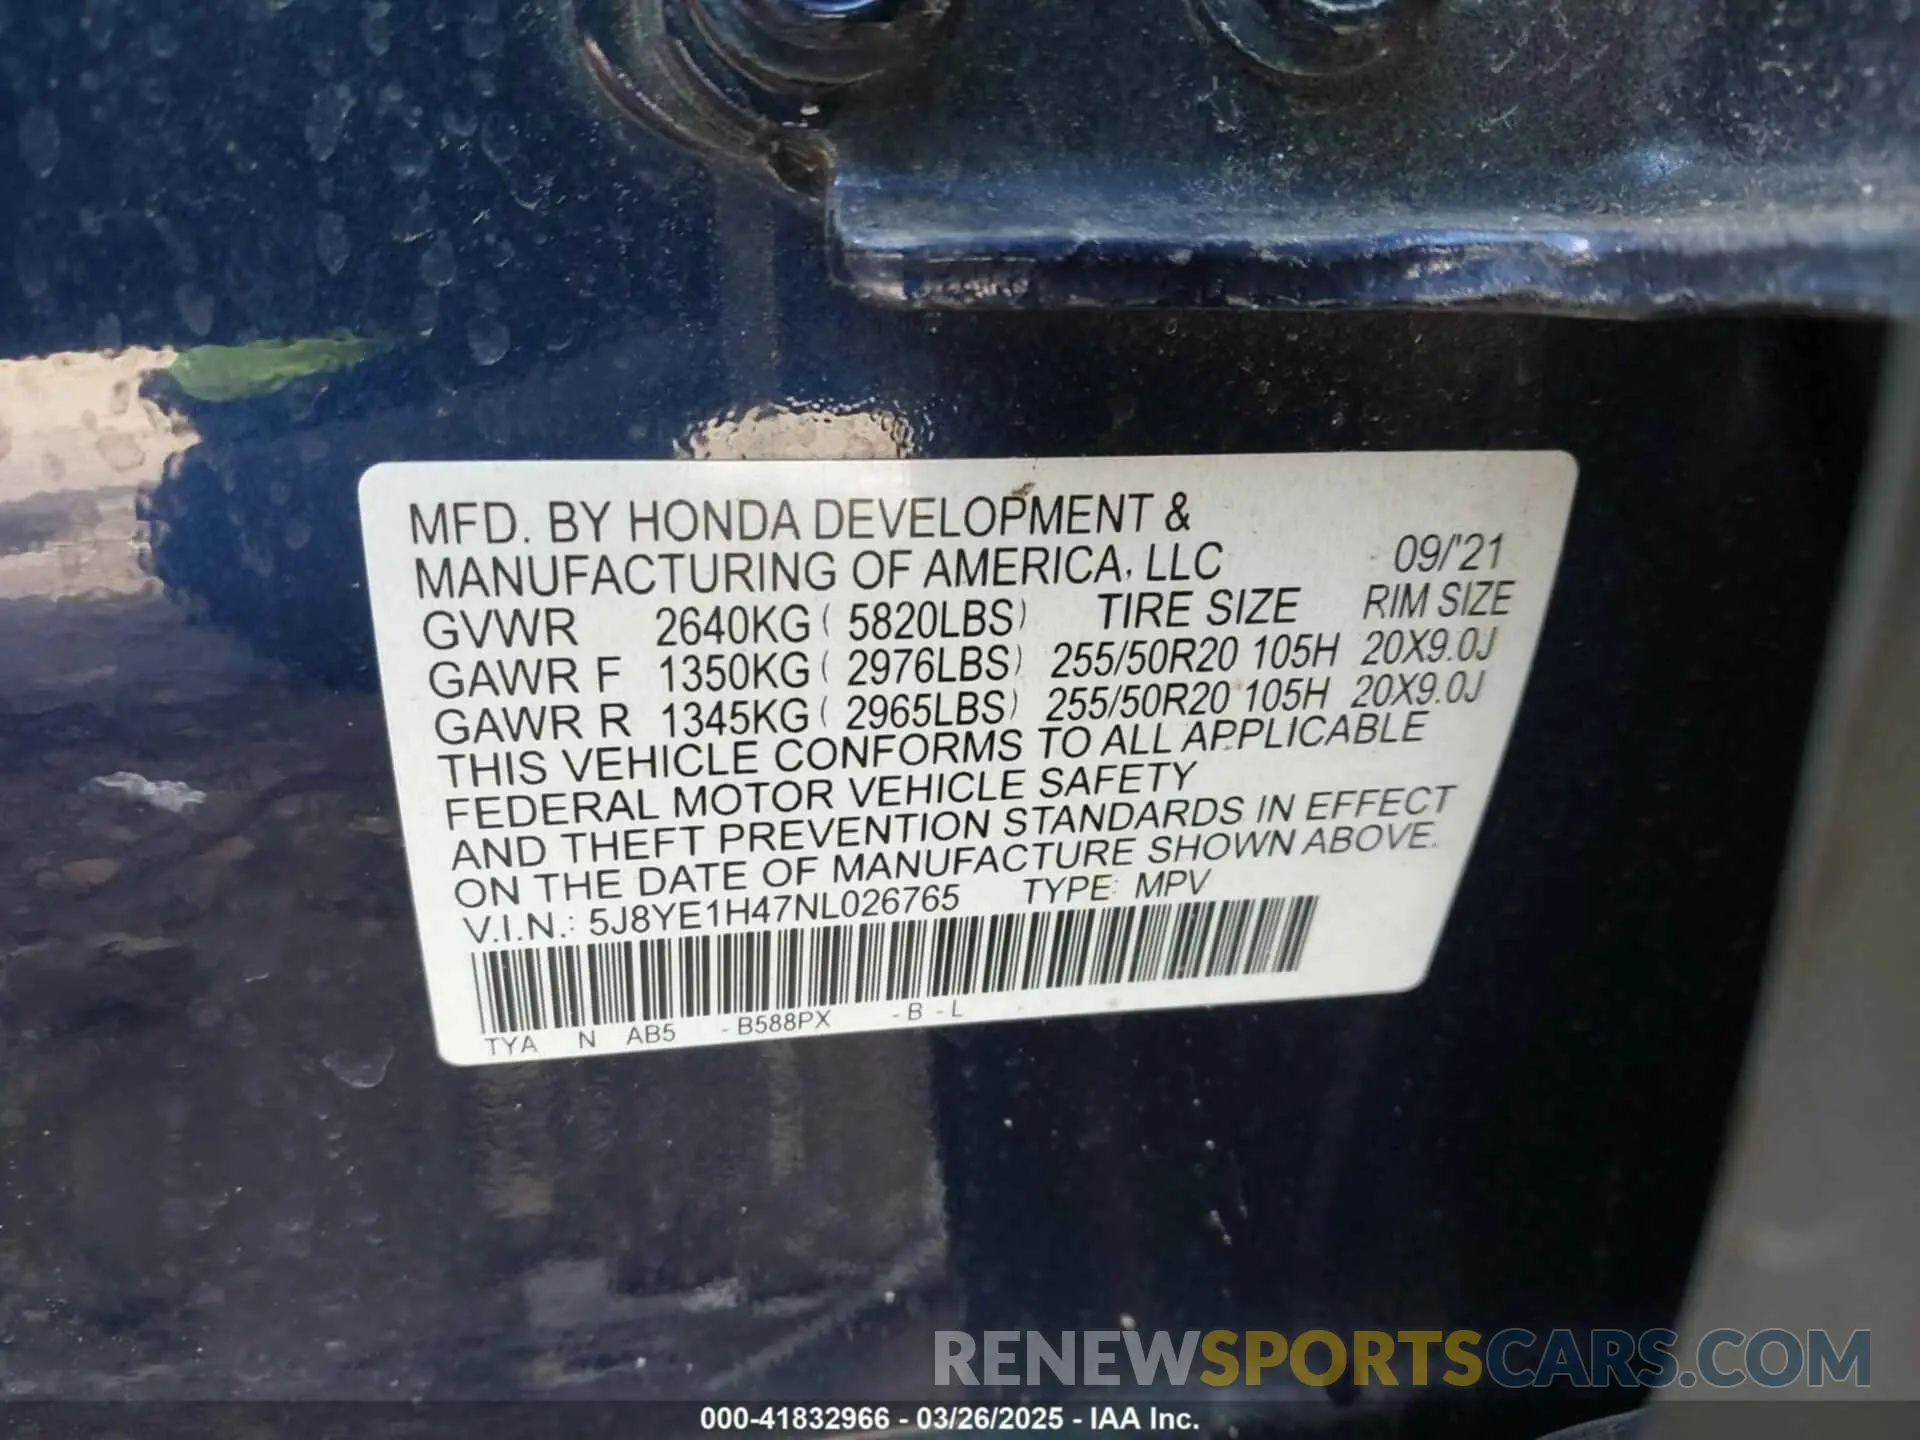 MFD. BY HONDA DEVELOPMENT &
MANUFACTURING OF AMERICA, LLC 09/'21
GVWR 2640KG ( 5820LBS) TIRE SIZE RIM SIZE
GAWR F 1350KG ( 2976LBS) 255/50R20 105H 20X9.0J
GAWR R 1345KG ( 2965LBS) 255/50R20 105H 20X9.0J
THIS VEHICLE CONFORMS TO ALL APPLICABLE
FEDERAL MOTOR VEHICLE SAFETY
AND THEFT PREVENTION STANDARDS IN EFFECT
ON THE DATE OF MANUFACTURE SHOWN ABOVE.
V.I.N.: 5J8YE1H47NL026765 TYPE: MPV
TYA N AB5 - B588PX - B - L -
RENEWSPORTSCARS.COM
000-41832966 - 03/26/2025 - IAA Inc.